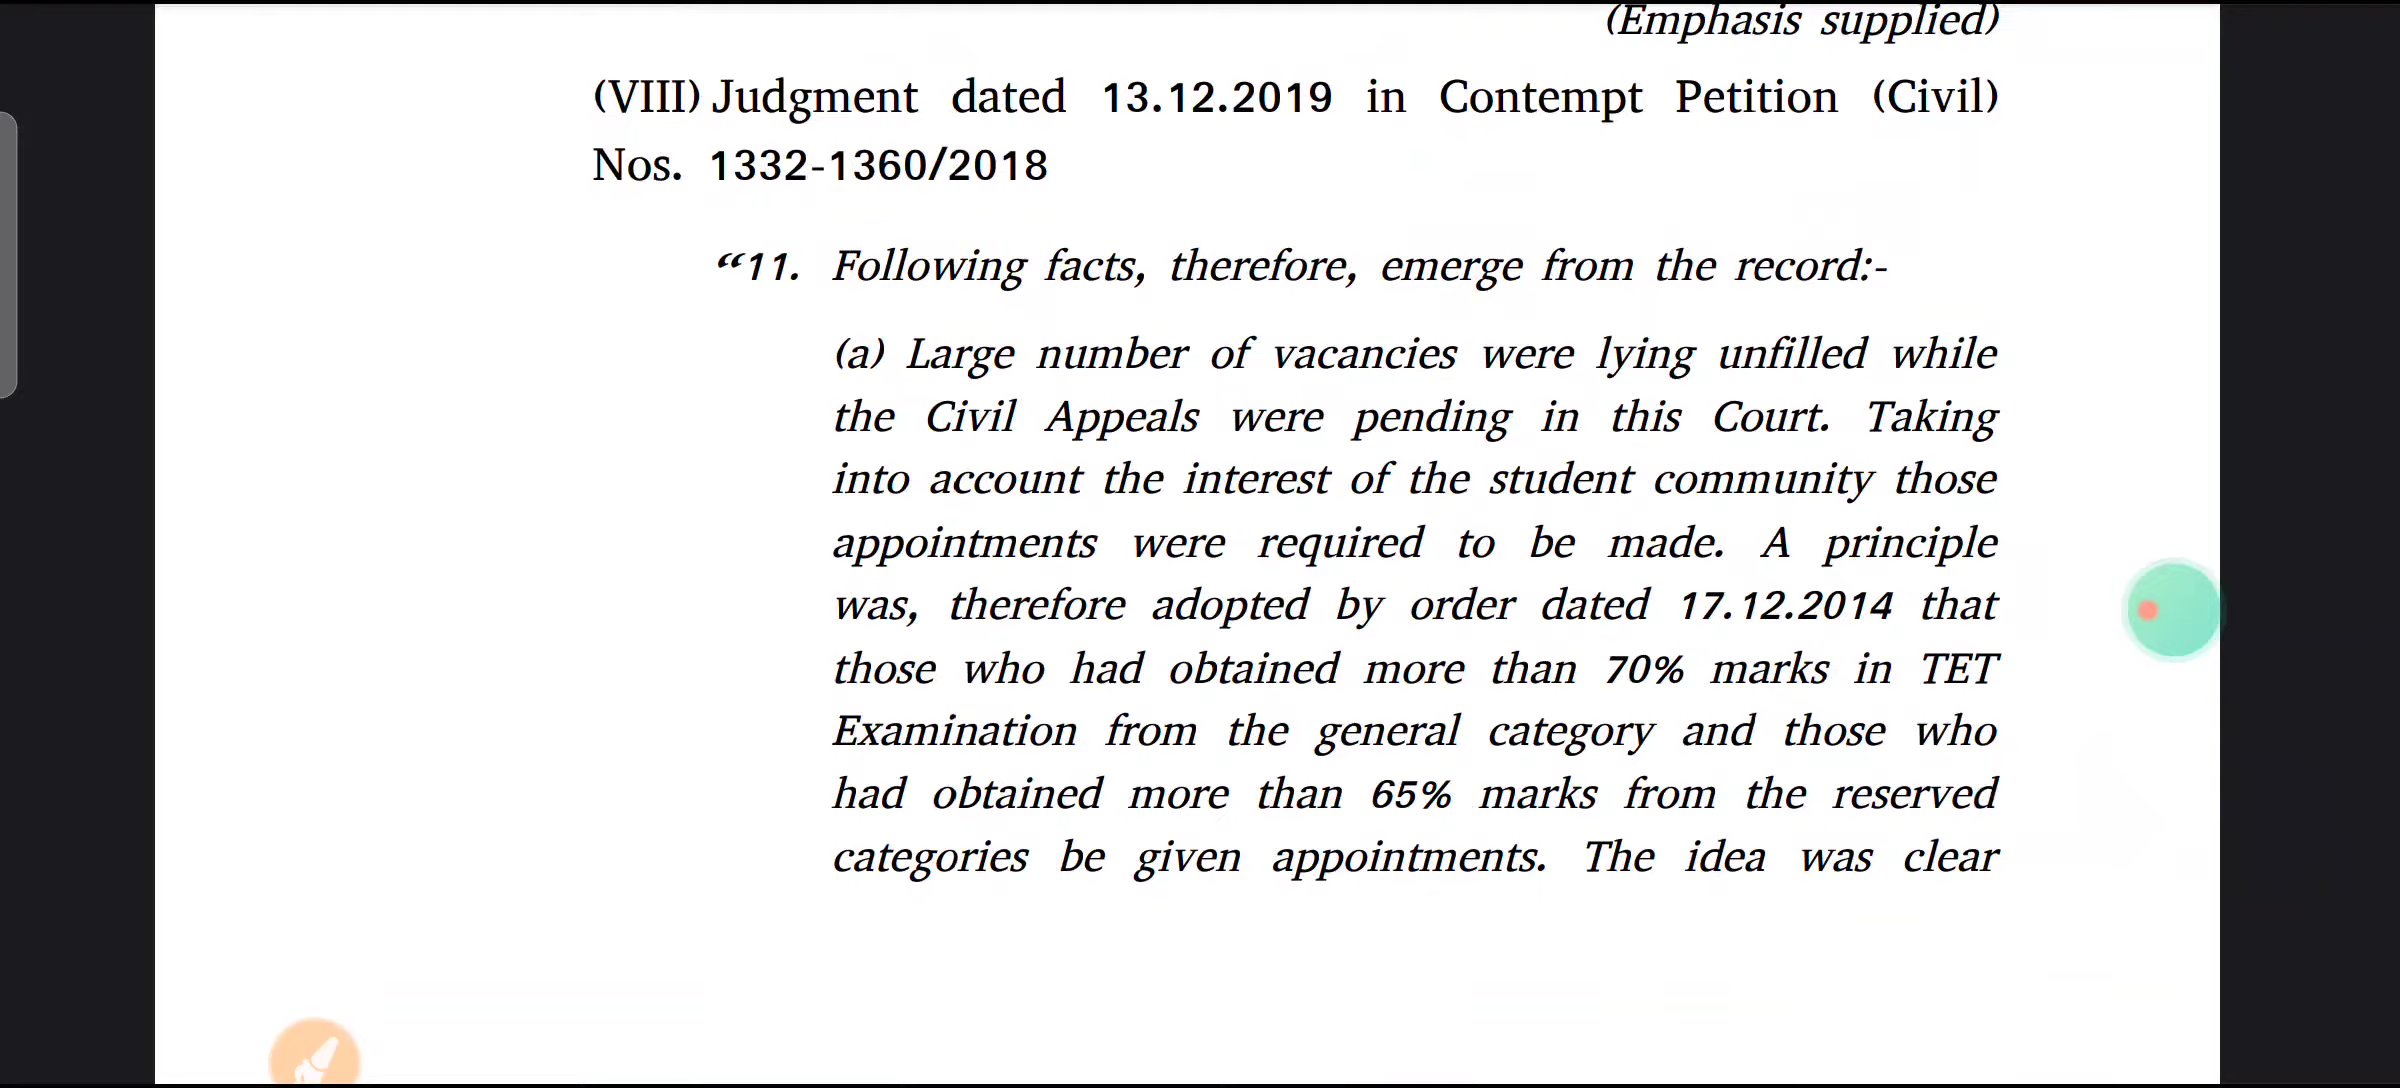 (Emphasis supplied)
(VIII) Judgment dated 13.12.2019 in Contempt Petition (Civil)
Nos. 1332-1360/2018
“11. Following facts, therefore, emerge from the record:-
(a) Large number of vacancies were lying unfilled while
the Civil Appeals were pending in this Court. Taking
into account the interest of the student community those
appointments were required to be made. A principle
was, therefore adopted by order dated 17.12.2014 that
those who had obtained more than 70% marks in TET
Examination from the general category and those who
had obtained more than 65% marks from the reserved
categories be given appointments. The idea was clear